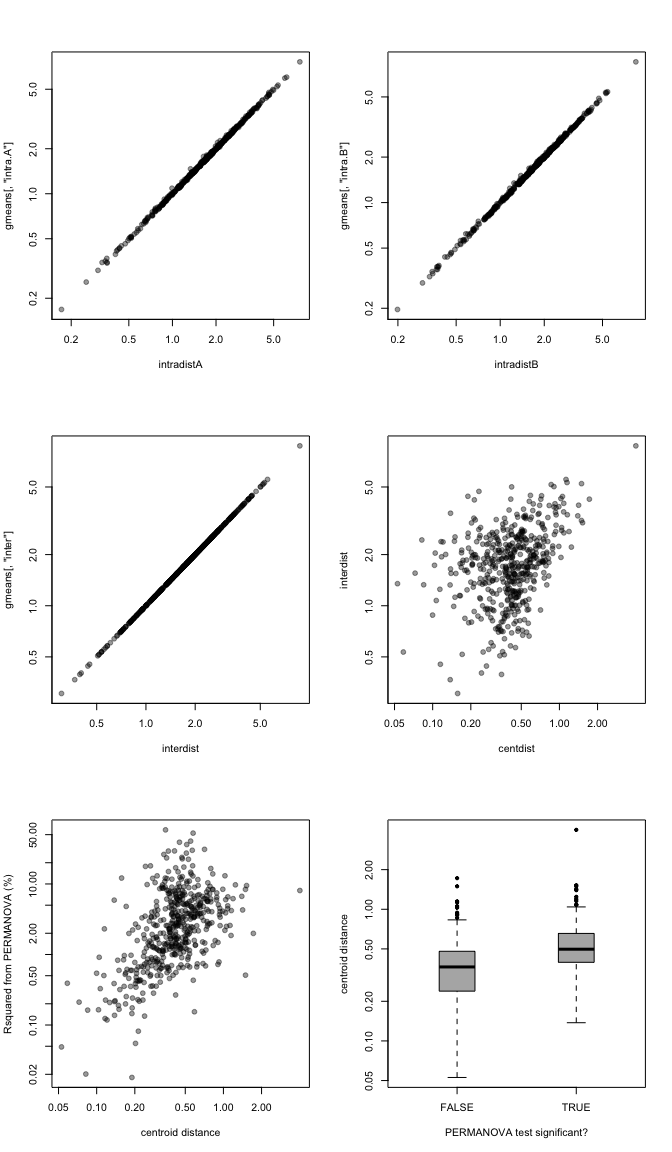 gmeans[, "intra.A"]
0.2 0.5 1.0 2.0 5.0
0.2 0.5 1.0 2.0 5.0
intradistA
gmeans[, "intra.B"]
0.2 0.5 1.0 2.0 5.0
0.2 0.5 1.0 2.0 5.0
intradistB
gmeans[, "inter"]
0.5 1.0 2.0 5.0
0.5 1.0 2.0 5.0
interdist
interdist
0.5 1.0 2.0 5.0
0.05 0.10 0.20 0.50 1.00 2.00
centdist
Rsquared from PERMANOVA (%)
0.02 0.10 0.50 2.00 10.00 50.00
0.05 0.10 0.20 0.50 1.00 2.00
centroid distance
centroid distance
0.05 0.10 0.20 0.50 1.00 2.00
FALSE TRUE
PERMANOVA test significant?